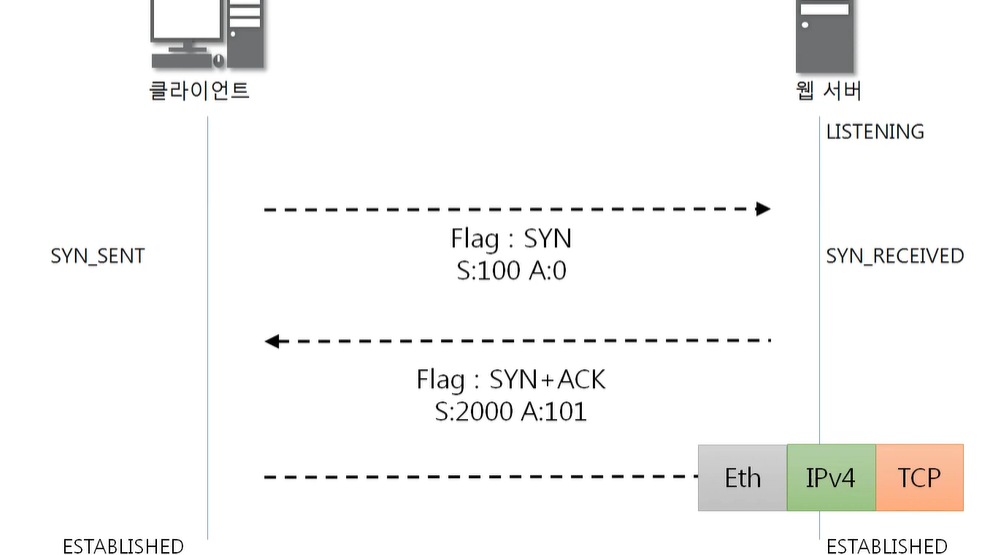 클라이언트
웹 서버
LISTENING
Flag : SYN
S:100 A:0
SYN_SENT
SYN_RECEIVED
Flag : SYN+ACK
S:2000 A:101
Eth
IPv4
TCP
ESTABLISHED
ESTABLISHED